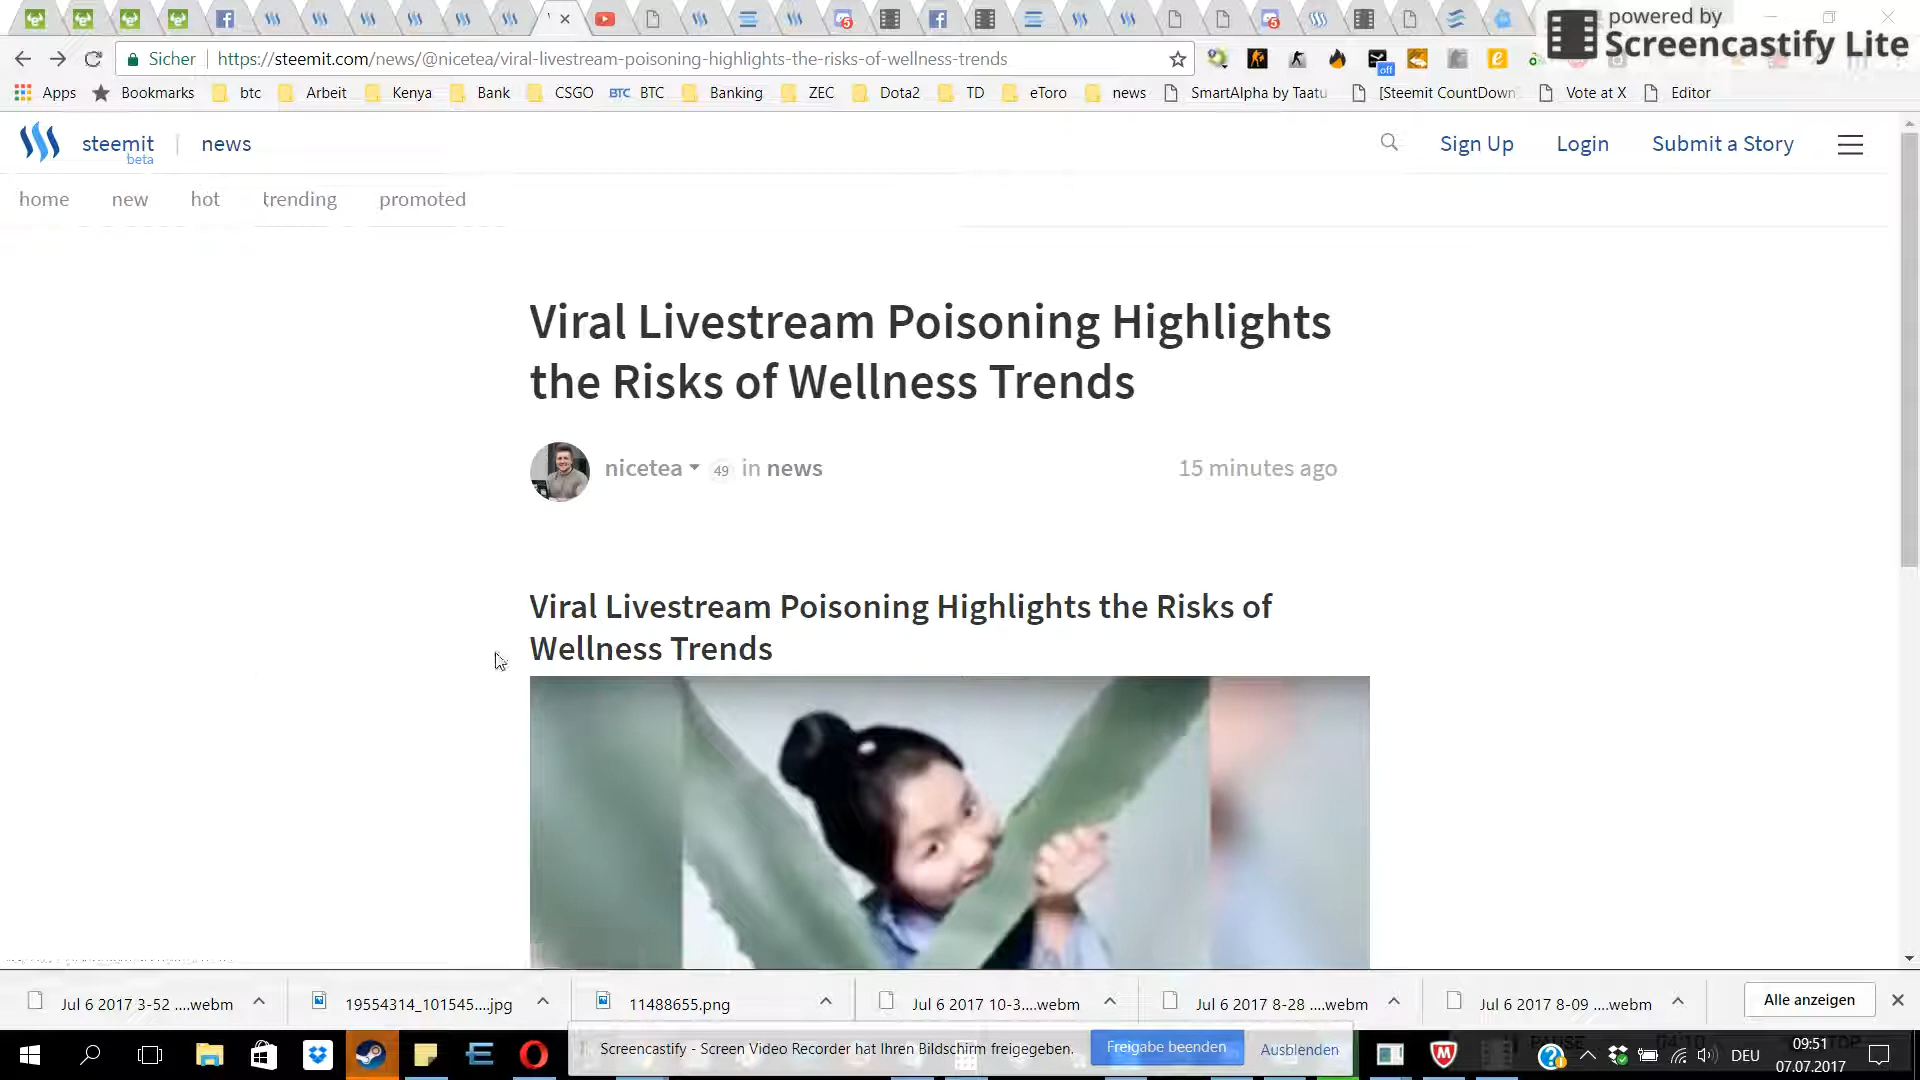 5
5
powered by
Screencastify Lite
Sicher
https://steemit.com/news/@nicetea/viral-livestream-poisoning-highlights-the-risks-of-wellness-trends
off
Apps
Bookmarks
btc
Arbeit
Kenya
Bank
CSGO
BTC BTC
Banking
ZEC
Dota2
TD
eToro
news
SmartAlpha by Taatu
[Steemit CountDown
Vote at X
Editor
steemit
beta
news
Sign Up
Login
Submit a Story
home
new
hot
trending
promoted
Viral Livestream Poisoning Highlights
the Risks of Wellness Trends
nicetea
49
in news
15 minutes ago
Viral Livestream Poisoning Highlights the Risks of
Wellness Trends
Jul 6 2017 3-52 ....webm
19554314_101545....jpg
11488655.png
Jul 6 2017 10-3....webm
Jul 6 2017 8-28 ....webm
Jul 6 2017 8-09 ....webm
Alle anzeigen
Screencastify - Screen Video Recorder hat Ihren Bildschirm freigegeben.
Freigabe beenden
Ausblenden
DEU
09:51
07.07.2017